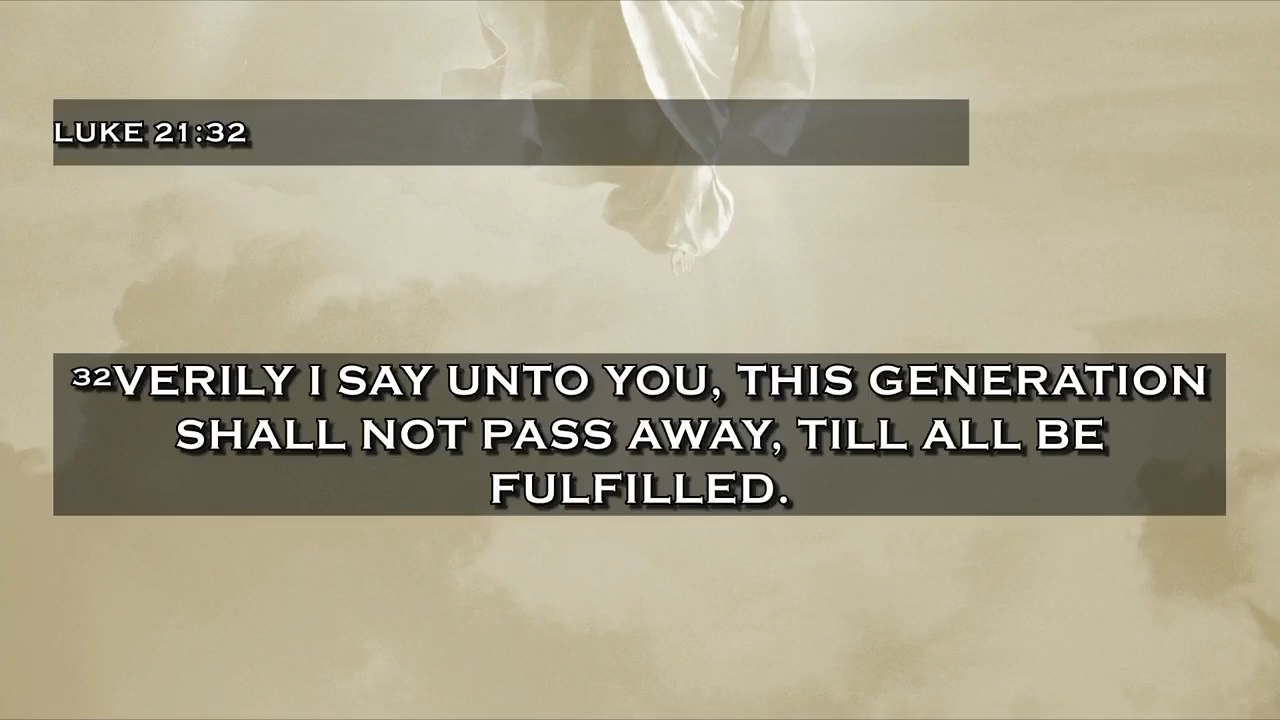 LUKE 21:32
³²VERILY I SAY UNTO YOU, THIS GENERATION
SHALL NOT PASS AWAY, TILL ALL BE
FULFILLED.